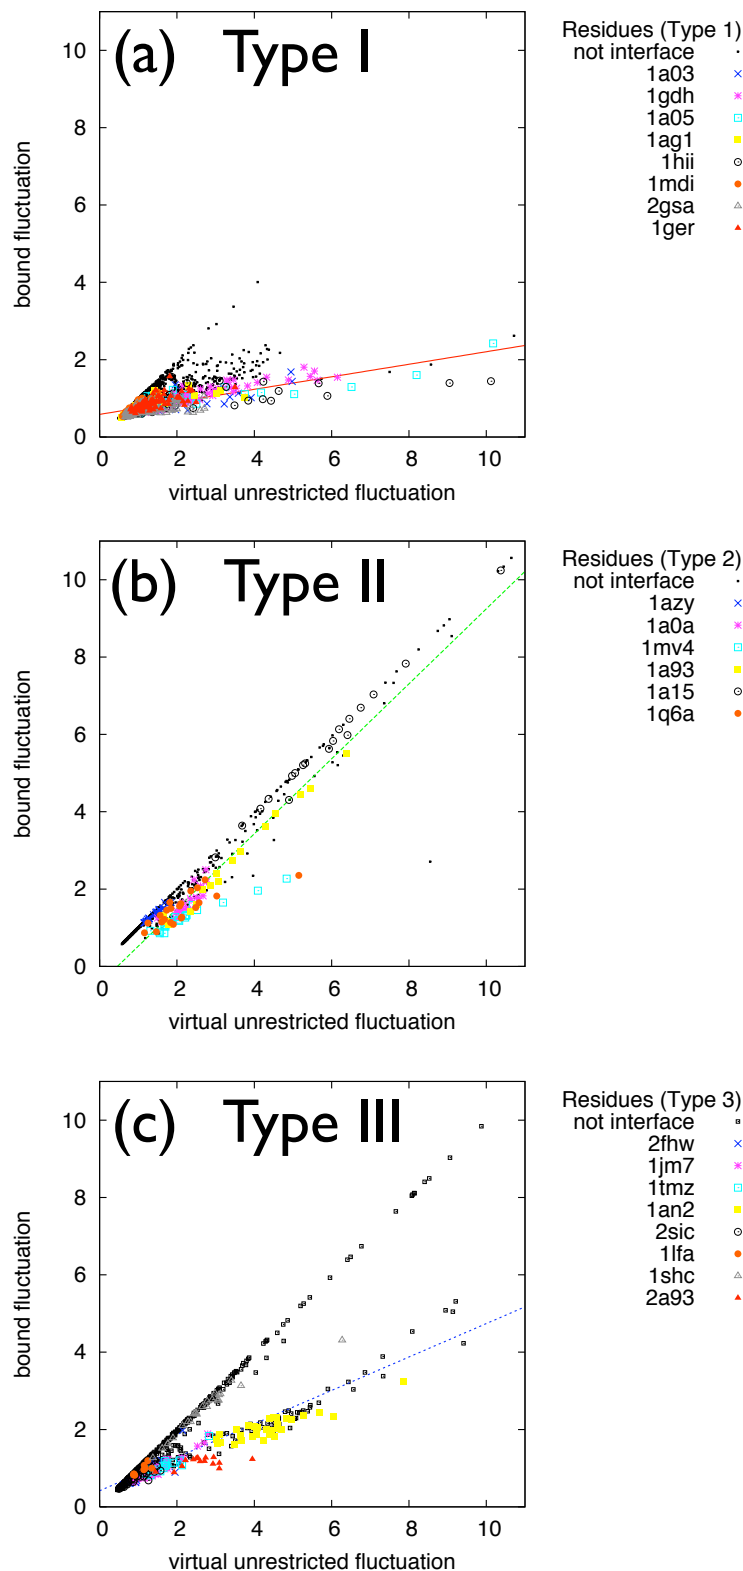 (a) Type I
Residues (Type 1)
not interface
1a03
1gdh
1a05
1ag1
1hii
1mdi
2gsa
1ger
bound fluctuation
10
8
6
4
2
0
0 2 4 6 8 10
virtual unrestricted fluctuation
(b) Type II
Residues (Type 2)
not interface
1azy
1a0a
1mv4
1a93
1a15
1q6a
bound fluctuation
10
8
6
4
2
0
0 2 4 6 8 10
virtual unrestricted fluctuation
(c) Type III
Residues (Type 3)
not interface
2fhw
1jm7
1tmz
1an2
2sic
1lfa
1shc
2a93
bound fluctuation
10
8
6
4
2
0
0 2 4 6 8 10
virtual unrestricted fluctuation